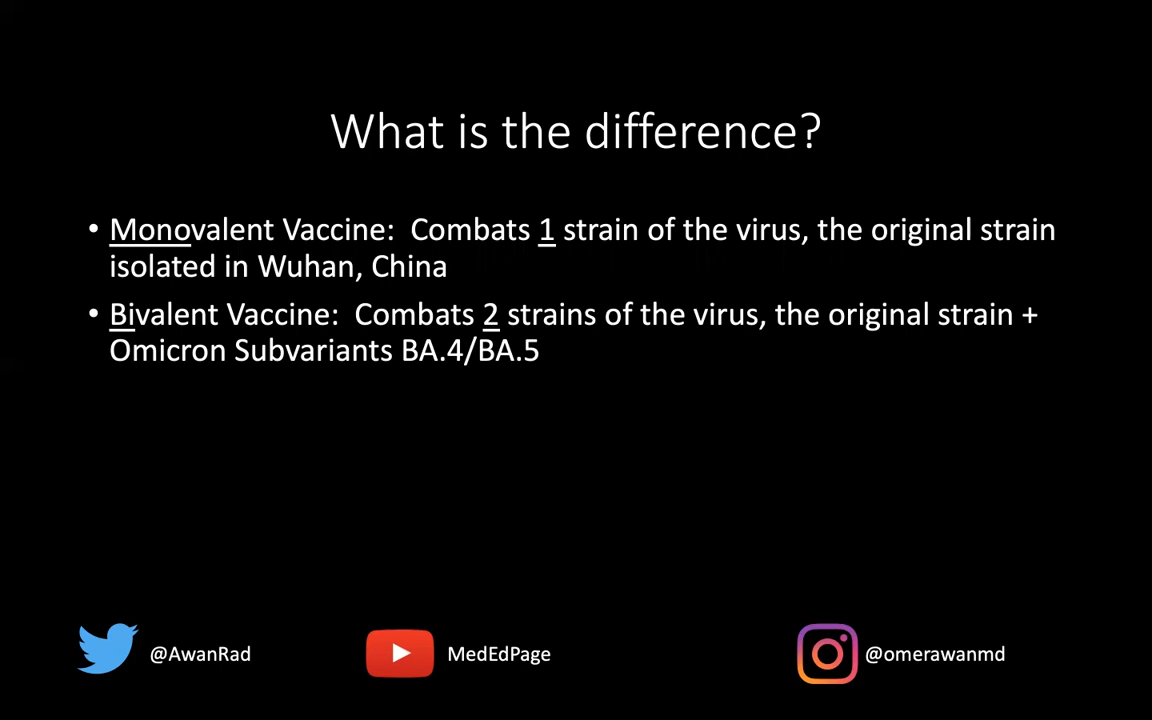 What is the difference?
• Monovalent Vaccine:  Combats 1 strain of the virus, the original strain
isolated in Wuhan, China
• Bivalent Vaccine:  Combats 2 strains of the virus, the original strain +
Omicron Subvariants BA.4/BA.5
@AwanRad
MedEdPage
@omerawanmd